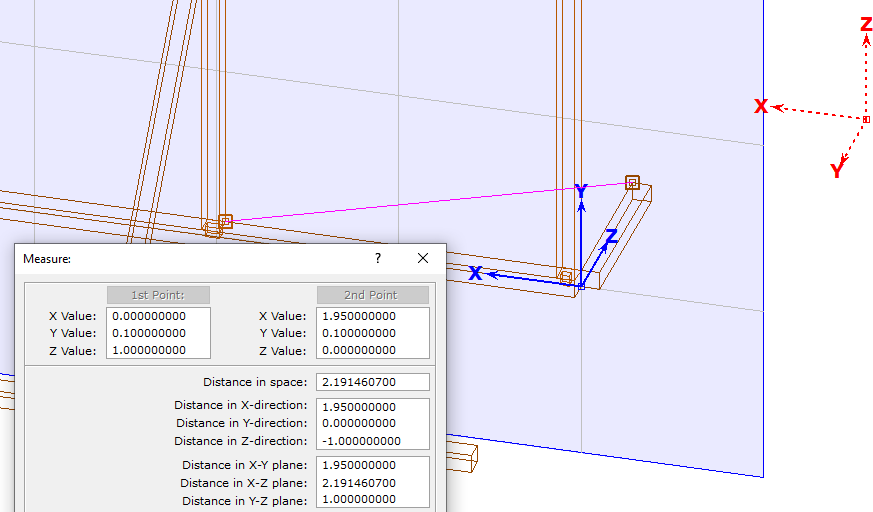 Z
X
Y
Y
Z
X
Measure:
?
1st Point:
2nd Point
X Value: 0.000000000 X Value: 1.950000000
Y Value: 0.100000000 Y Value: 0.100000000
Z Value: 1.000000000 Z Value: 0.000000000
Distance in space: 2.191460700
Distance in X-direction: 1.950000000
Distance in Y-direction: 0.000000000
Distance in Z-direction: -1.000000000
Distance in X-Y plane: 1.950000000
Distance in X-Z plane: 2.191460700
Distance in Y-Z plane: 1.000000000